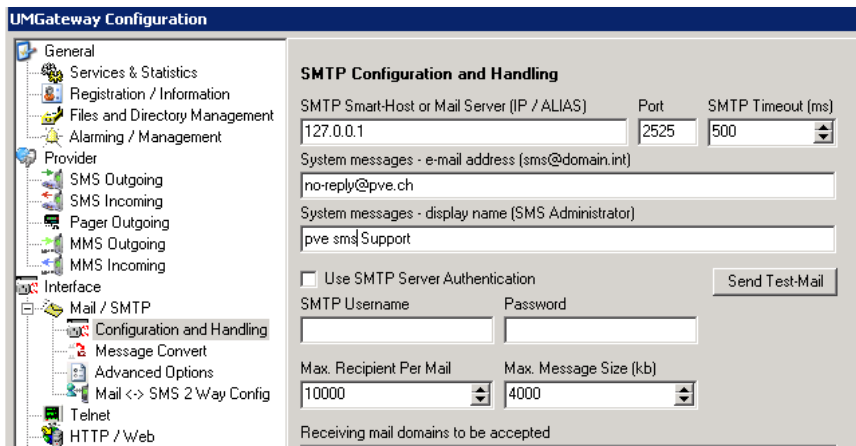 UMGateway Configuration
General
Services & Statistics
Registration / Information
Files and Directory Management
Alarming / Management
Provider
SMS Outgoing
SMS Incoming
Pager Outgoing
MMS Outgoing
MMS Incoming
Interface
Mail / SMTP
Configuration and Handling
Message Convert
Advanced Options
Mail <-> SMS 2 Way Config
Telnet
HTTP / Web
SMTP Configuration and Handling
SMTP Smart-Host or Mail Server (IP / ALIAS) Port SMTP Timeout (ms)
127.0.0.1 2525 500
System messages - e-mail address (sms@domain.int)
no-reply@pve.ch
System messages - display name (SMS Administrator)
pve sms Support
Use SMTP Server Authentication Send Test-Mail
SMTP Username Password
Max. Recipient Per Mail Max. Message Size (kb)
10000 4000
Receiving mail domains to be accepted